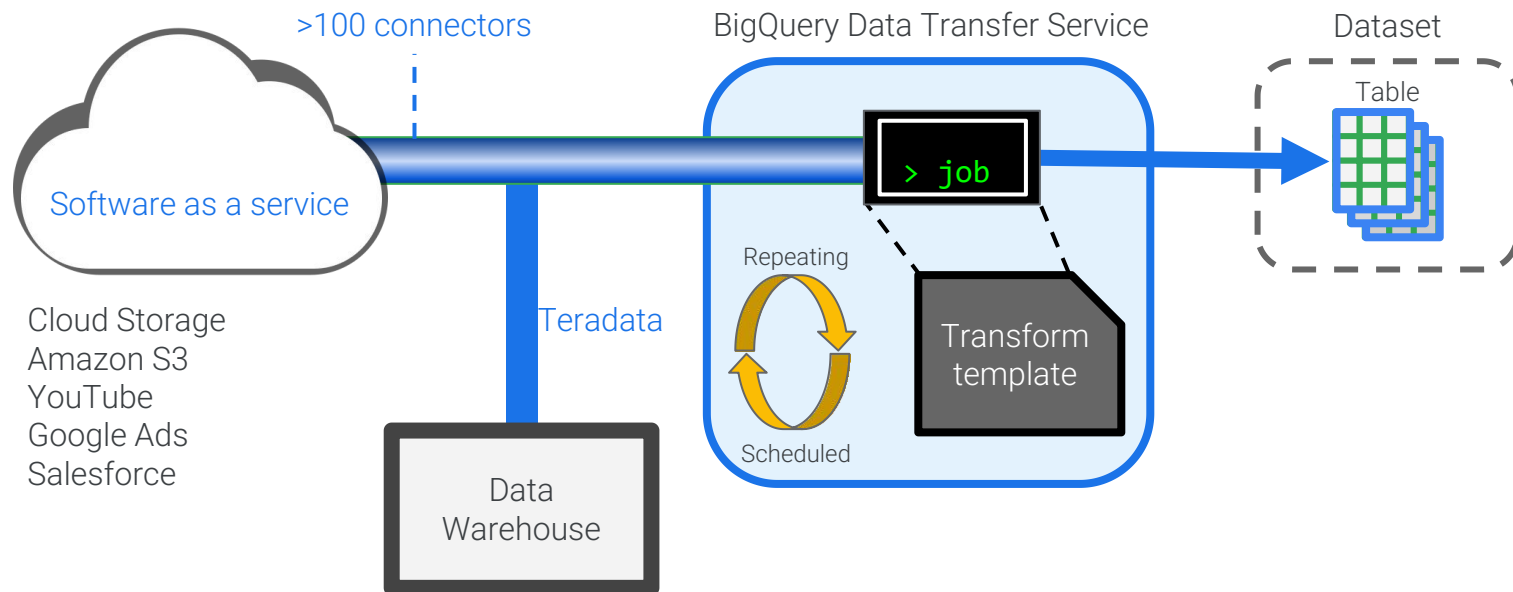 >100 connectors
BigQuery Data Transfer Service
Dataset
Table
> job
Software as a service
Repeating
Scheduled
Transform
template
Teradata
Cloud Storage
Amazon S3
YouTube
Google Ads
Salesforce
Data
Warehouse